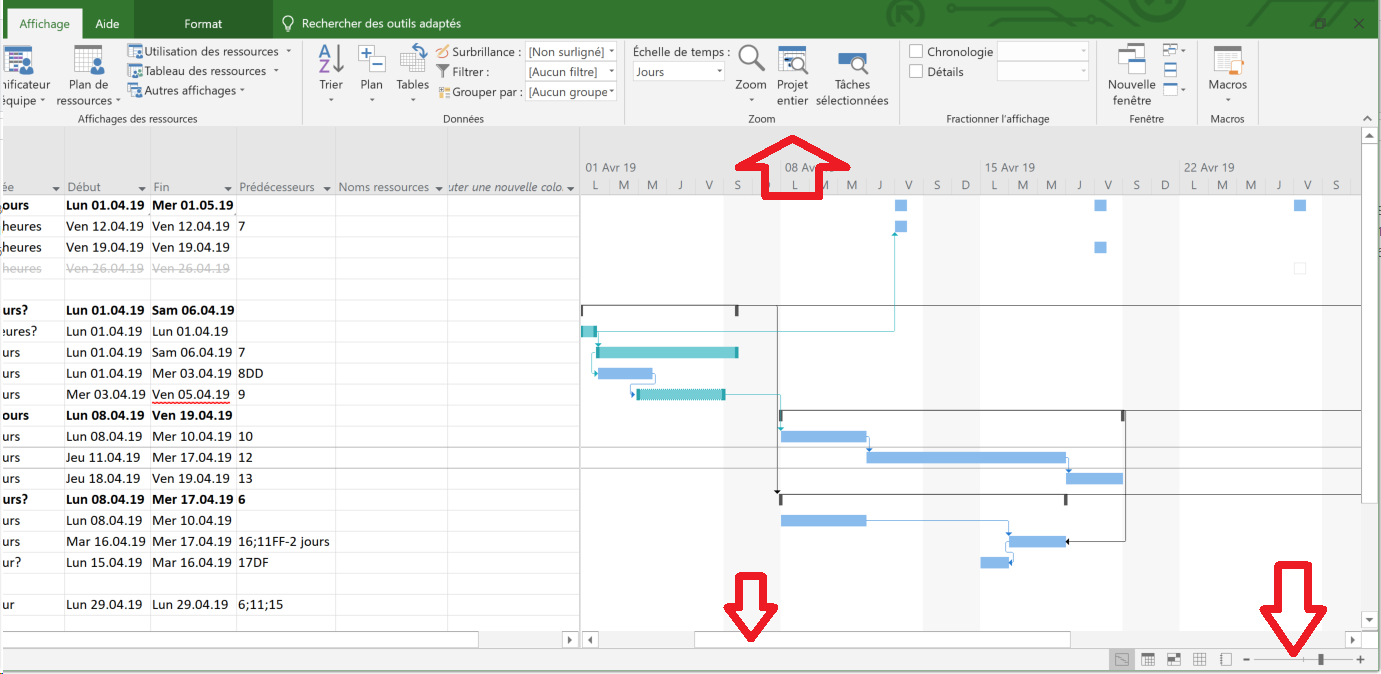 Affichage Aide Format Rechercher des outils adaptés
Utilisation des ressources
Tableau des ressources
Autres affichages
nificateur
équipe
Plan de
ressources
Affichages des ressources
Trier Plan Tables
Surbrillance : [Non surligné]
Filtrer : [Aucun filtre]
Grouper par : [Aucun groupe
Données
Échelle de temps :
Jours
Zoom
Projet
entier
Tâches
sélectionnées
Zoom
Chronologie
Détails
Fractionner l'affichage
Nouvelle
fenêtre
Fenêtre
Macros
Macros
01 Avr 19 08 Av 15 Avr 19 22 Avr 19
ée Début Fin Prédécesseurs Noms ressources uter une nouvelle colo.
L M M J V S L M M J V S D L M M J V S D L M M J V S
ours Lun 01.04.19 Mer 01.05.19
heures Ven 12.04.19 Ven 12.04.19 7
heures Ven 19.04.19 Ven 19.04.19
heures Ven 26.04.19 Ven 26.04.19
urs? Lun 01.04.19 Sam 06.04.19
eures? Lun 01.04.19 Lun 01.04.19
urs Lun 01.04.19 Sam 06.04.19 7
urs Lun 01.04.19 Mer 03.04.19 8DD
urs Mer 03.04.19 Ven 05.04.19 9
ours Lun 08.04.19 Ven 19.04.19
urs Lun 08.04.19 Mer 10.04.19 10
urs Jeu 11.04.19 Mer 17.04.19 12
urs Jeu 18.04.19 Ven 19.04.19 13
urs? Lun 08.04.19 Mer 17.04.19 6
urs Lun 08.04.19 Mer 10.04.19
urs Mar 16.04.19 Mer 17.04.19 16;11FF-2 jours
ur? Lun 15.04.19 Mar 16.04.19 17DF
ur Lun 29.04.19 Lun 29.04.19 6;11;15